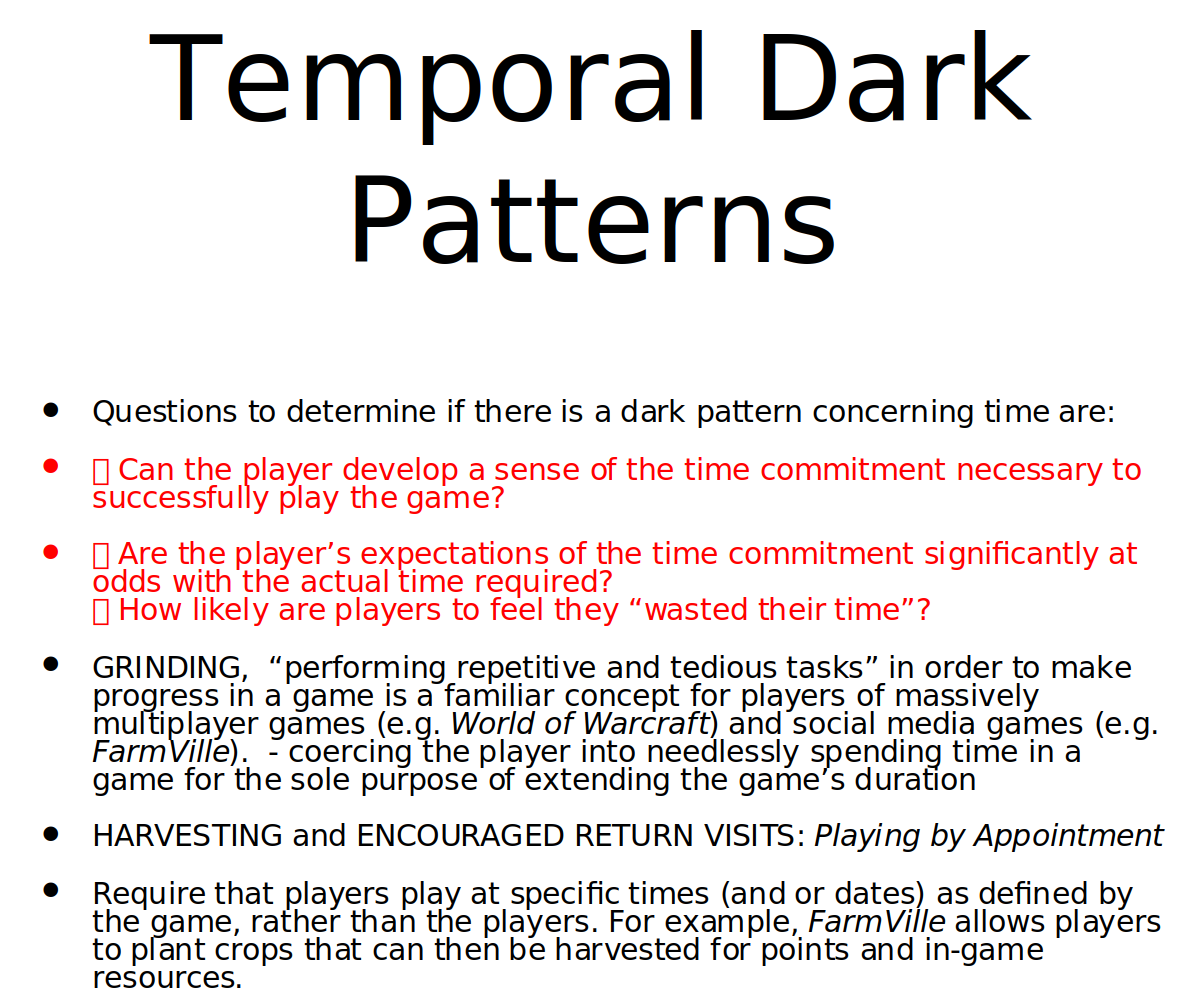 Temporal Dark
Patterns
● Questions to determine if there is a dark pattern concerning time are:
● ▯ Can the player develop a sense of the time commitment necessary to
successfully play the game?
● ▯ Are the player’s expectations of the time commitment significantly at
odds with the actual time required?
▯ How likely are players to feel they “wasted their time”?
● GRINDING,  “performing repetitive and tedious tasks” in order to make
progress in a game is a familiar concept for players of massively
multiplayer games (e.g. World of Warcraft) and social media games (e.g.
FarmVille).  - coercing the player into needlessly spending time in a
game for the sole purpose of extending the game’s duration
● HARVESTING and ENCOURAGED RETURN VISITS: Playing by Appointment
● Require that players play at specific times (and or dates) as defined by
the game, rather than the players. For example, FarmVille allows players
to plant crops that can then be harvested for points and in-game
resources.